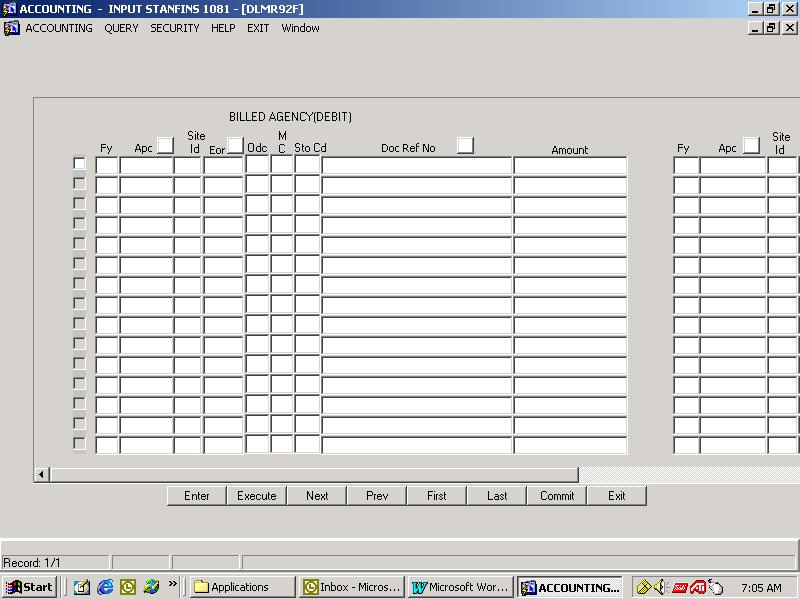 ACCOUNTING - INPUT STANFINS 1081 - [DLMR92F]
ACCOUNTING QUERY SECURITY HELP EXIT Window
BILLED AGENCY(DEBIT)
Fy Apc Site Id Eor Odc M C Sto Cd Doc Ref No Amount Fy Apc Site Id
Enter Execute Next Prev First Last Commit Exit
Record: 1/1
Start » Applications Inbox - Micros... Microsoft Wor... ACCOUNTING... 7:05 AM